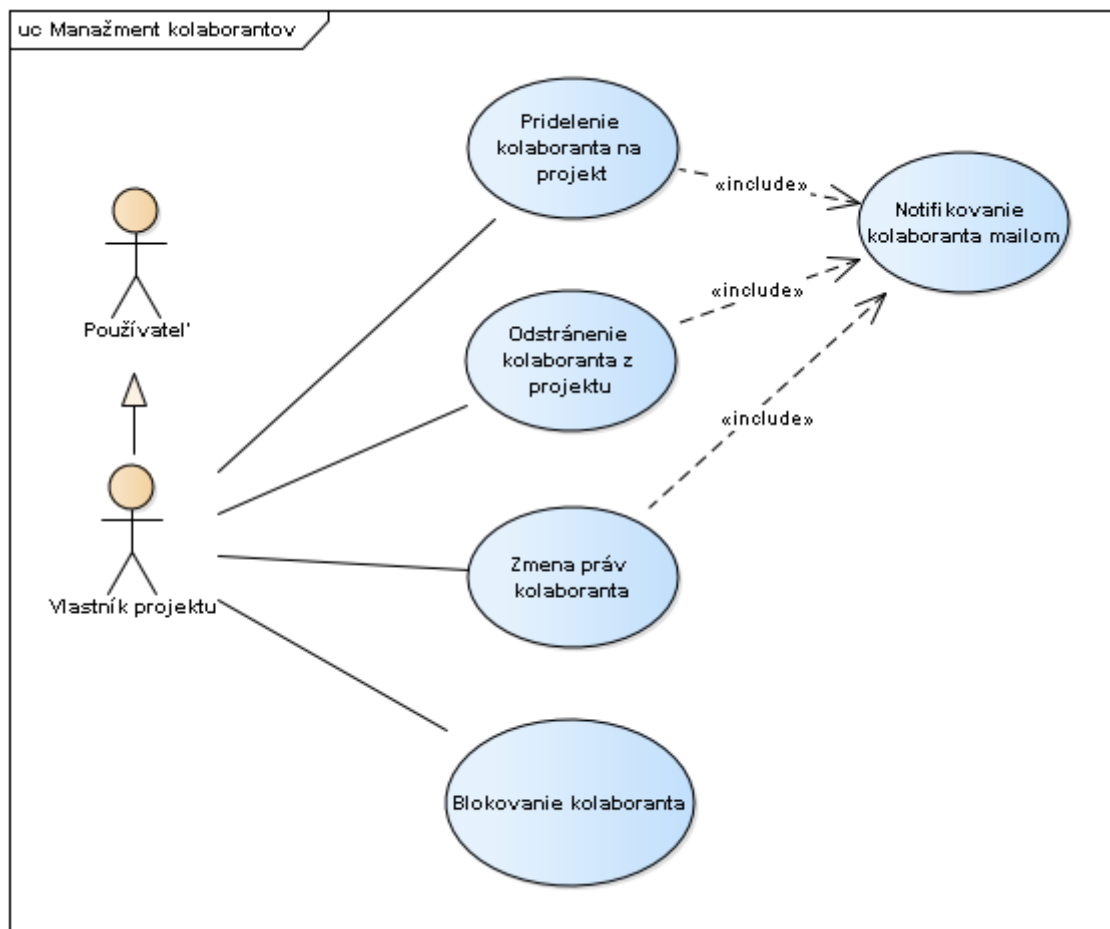 uc Manažment kolaborantov
Pridelenie
kolaboranta na
projekt
«include»
Notifikovanie
kolaboranta mailom
Používateľ
«include»
Odstránenie
kolaboranta z
projektu
«include»
Vlastník projektu
Zmena práv
kolaboranta
Blokovanie kolaboranta